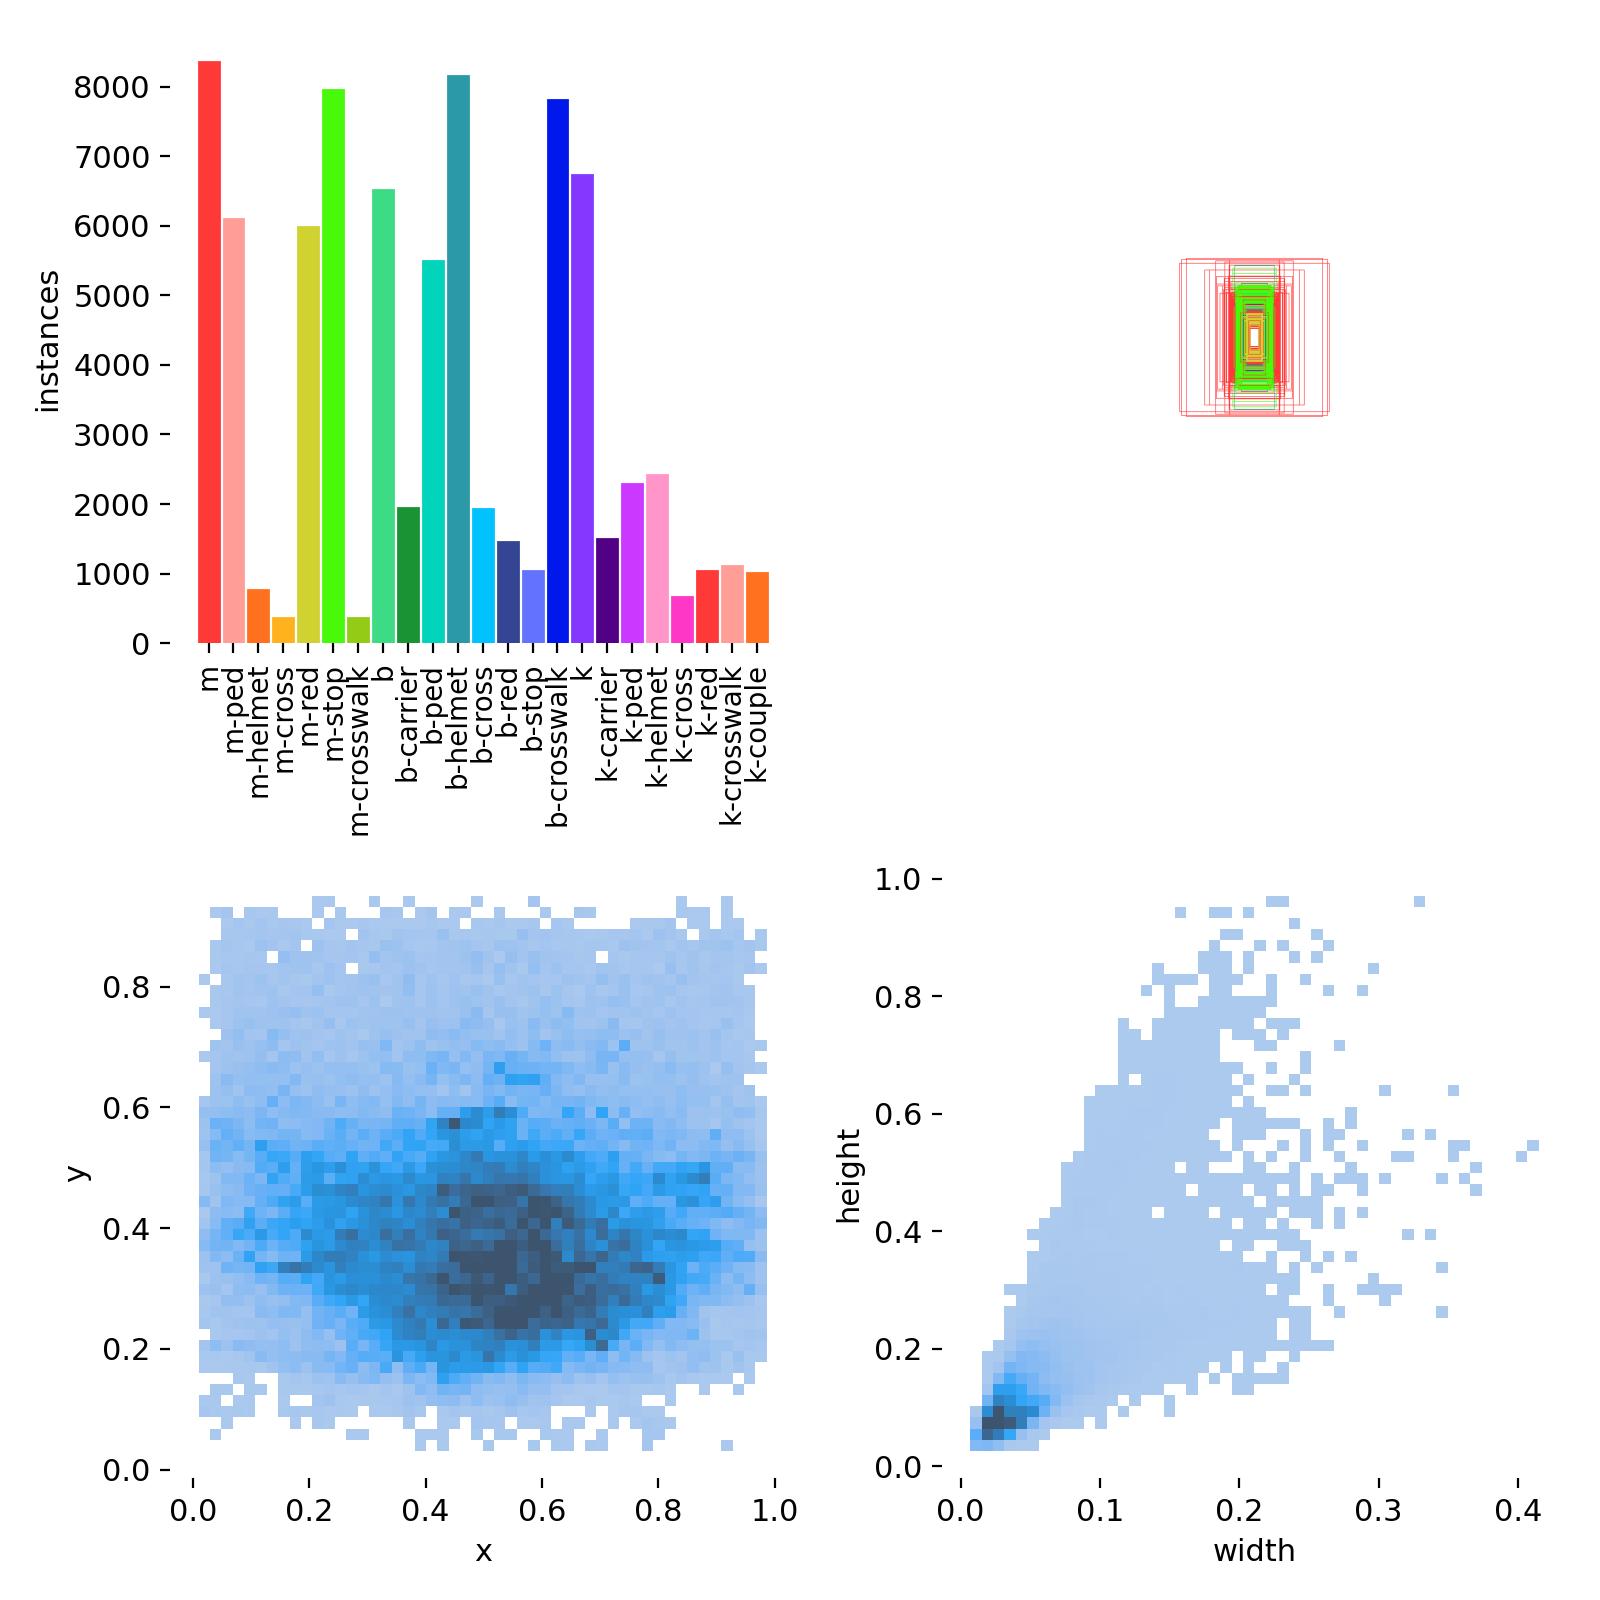 8000
7000
6000
5000
4000
3000
2000
1000
0
instances
m
m-ped
m-helmet
m-cross
m-red
m-stop
m-crosswalk
b
b-carrier
b-ped
b-helmet
b-cross
b-red
b-stop
b-crosswalk
k
k-carrier
k-ped
k-helmet
k-cross
k-red
k-crosswalk
k-couple
0.8
0.6
0.4
0.2
0.0
y
0.0 0.2 0.4 0.6 0.8 1.0
x
1.0
0.8
0.6
0.4
0.2
0.0
height
0.0 0.1 0.2 0.3 0.4
width